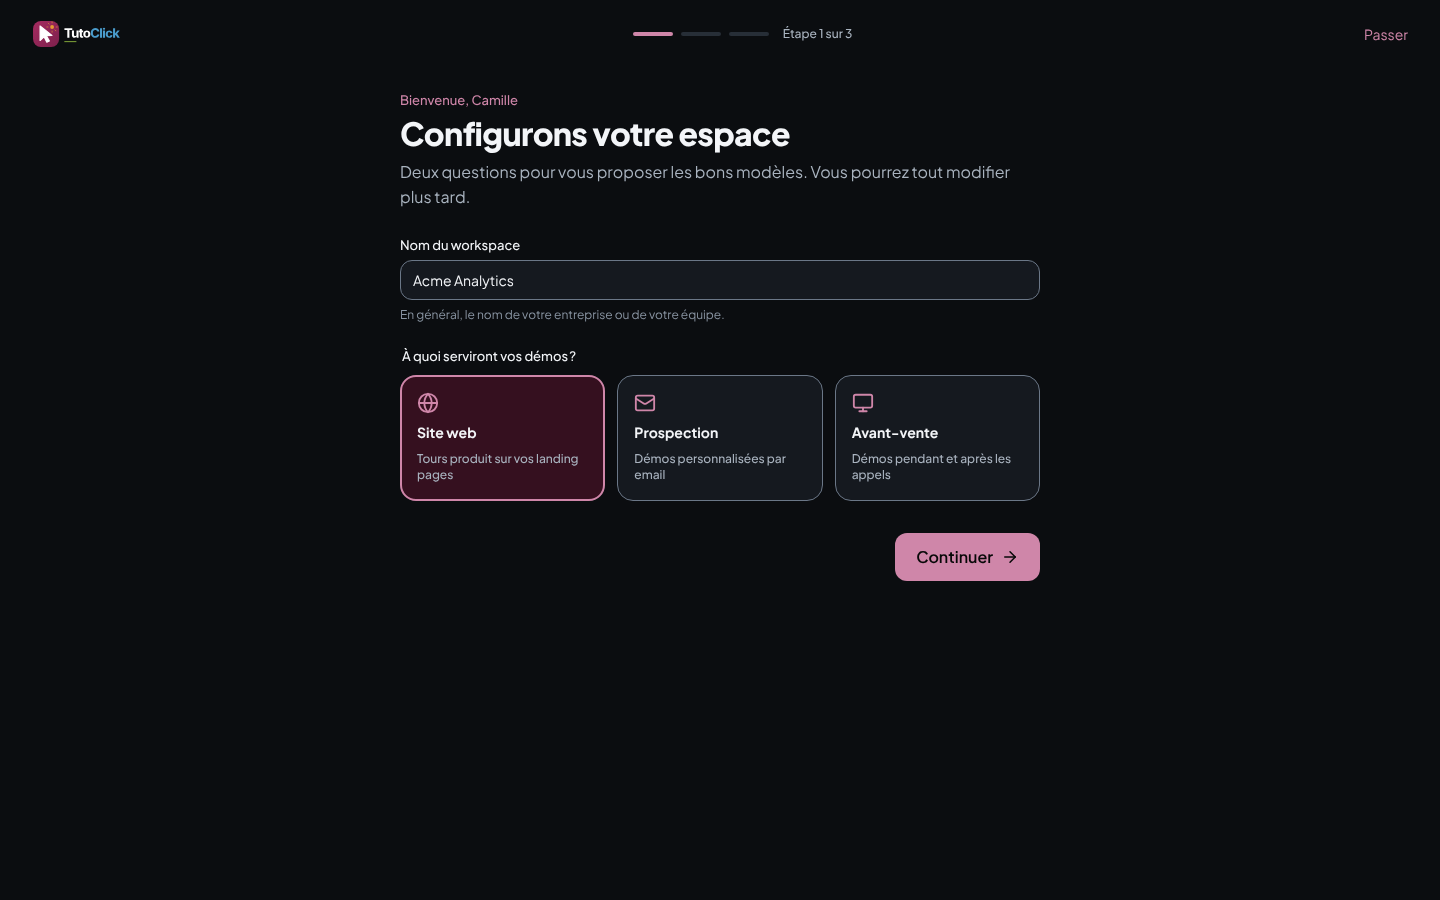 TutoClick
Étape 1 sur 3
Passer
Bienvenue, Camille
Configurons votre espace
Deux questions pour vous proposer les bons modèles. Vous pourrez tout modifier
plus tard.
Nom du workspace
Acme Analytics
En général, le nom de votre entreprise ou de votre équipe.
À quoi serviront vos démos ?
Site web
Tours produit sur vos landing
pages
Prospection
Démos personnalisées par
email
Avant-vente
Démos pendant et après les
appels
Continuer